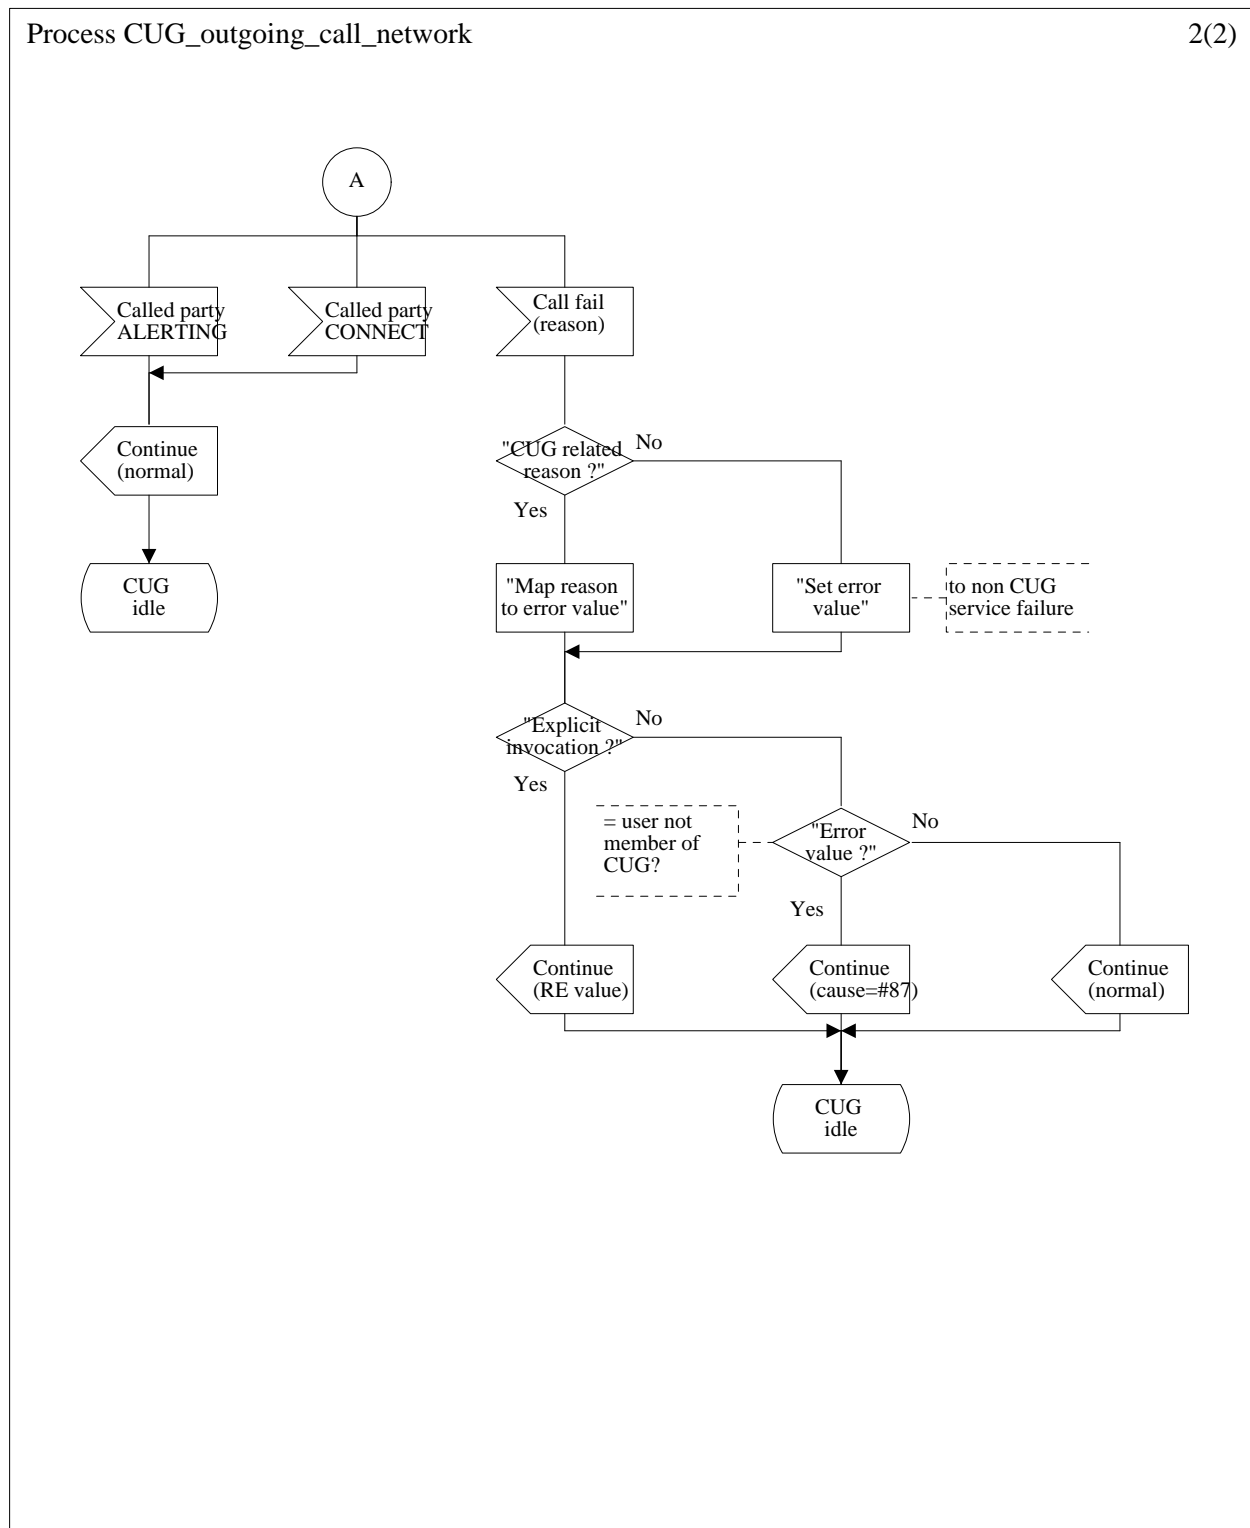 Process CUG_outgoing_call_network
2(2)
A
Called party
ALERTING
Called party
CONNECT
Call fail
(reason)
Continue
(normal)
"CUG related
reason ?"
No
Yes
CUG
idle
"Map reason
to error value"
"Set error
value"
to non CUG
service failure
"Explicit
invocation ?"
No
Yes
= user not
member of
CUG?
"Error
value ?"
No
Yes
Continue
(RE value)
Continue
(cause=#87)
Continue
(normal)
CUG
idle